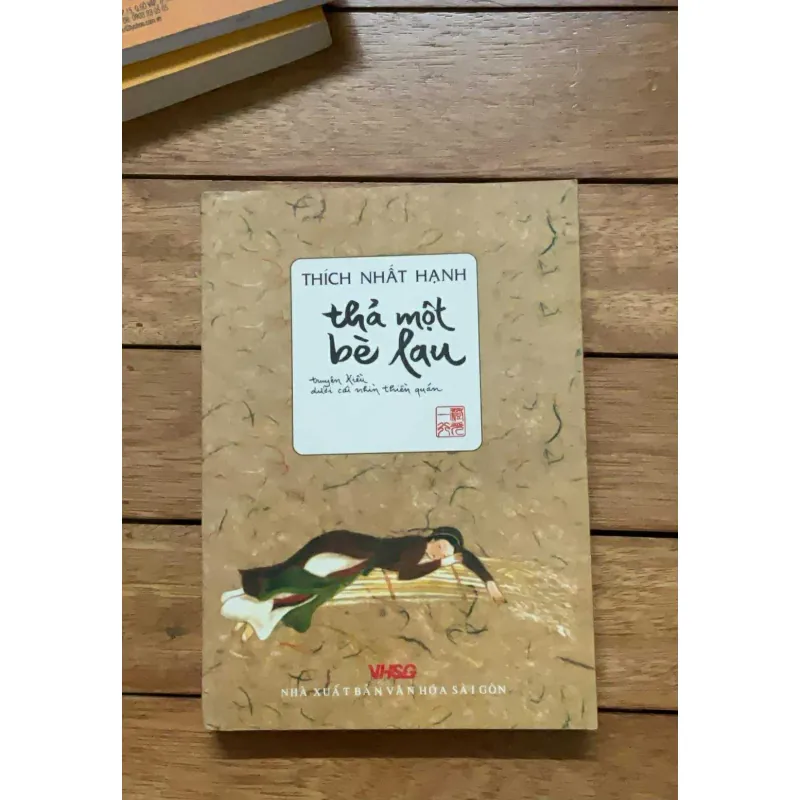 THÍCH NHẤT HẠNH
thả một
bè lau
truyện Kiều
dưới cái nhìn thiền quán
VHSG
NHÀ XUẤT BẢN VĂN HÓA SÀI GÒN